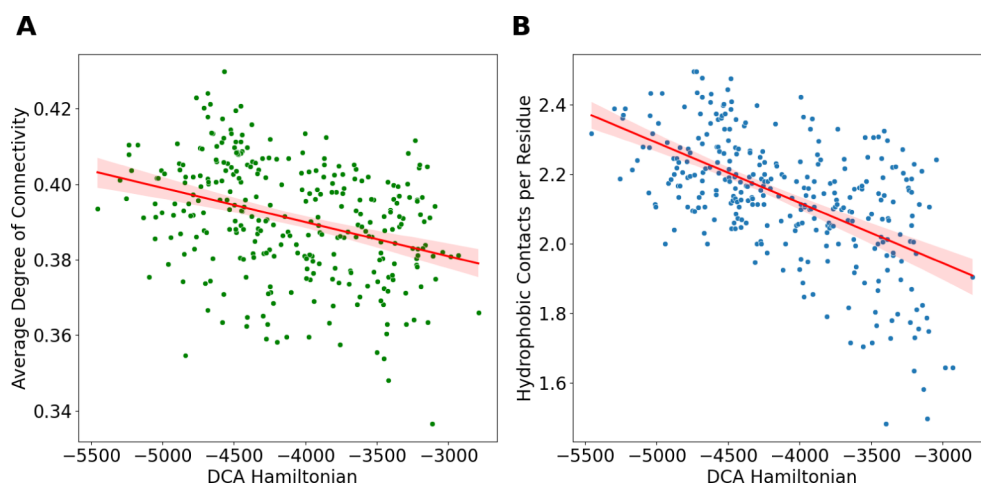 A
Average Degree of Connectivity
0.42
0.40
0.38
0.36
0.34
−5500 −5000 −4500 −4000 −3500 −3000
DCA Hamiltonian
B
Hydrophobic Contacts per Residue
2.4
2.2
2.0
1.8
1.6
−5500 −5000 −4500 −4000 −3500 −3000
DCA Hamiltonian